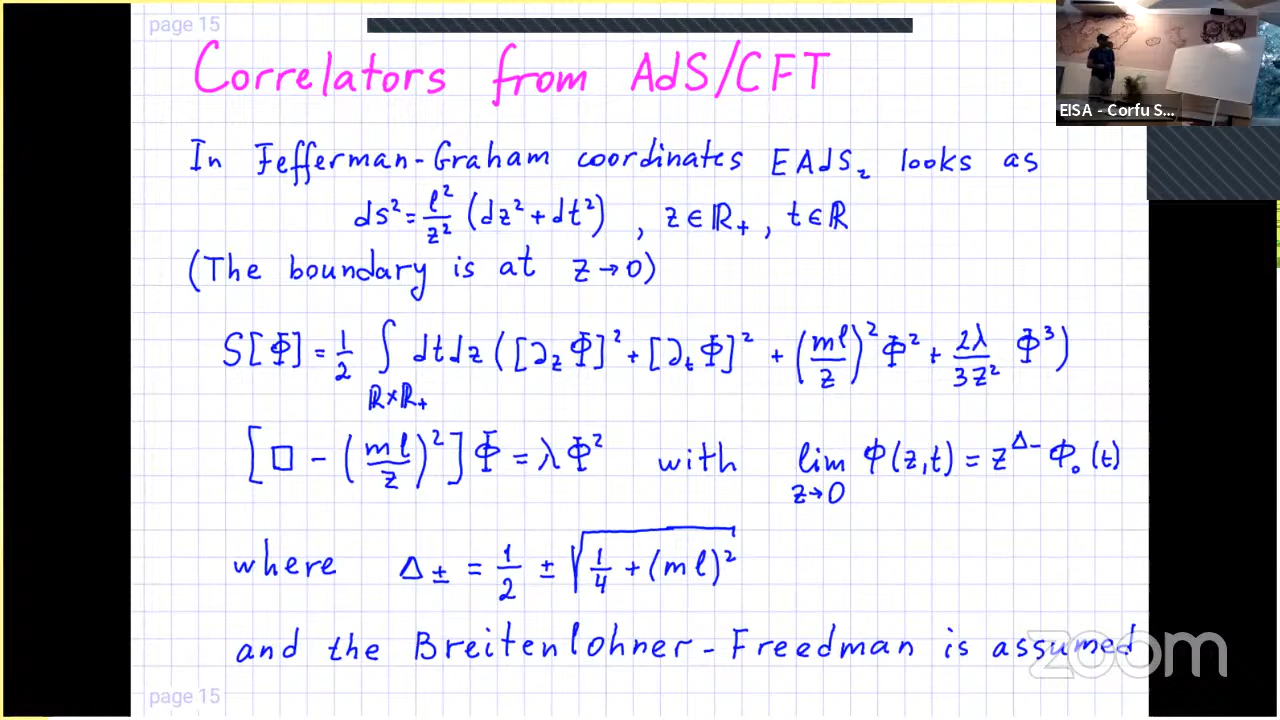 page 15
Correlators from AdS/CFT
EISA - Corfu S...
In Fefferman-Graham coordinates EAdS₂ looks as
ds² = l²/z² (dz² + dt²) , z ∈ ℝ₊ , t ∈ ℝ
(The boundary is at z → 0)
S[Φ] = 1/2 ∫_{ℝ×ℝ₊} dt dz ([∂_z Φ]² + [∂_t Φ]² + (ml/z)² Φ² + 2λ/3z² Φ³)
[□ - (ml/z)²] Φ = λ Φ² with lim_{z→0} Φ(z,t) = z^{Δ₋} Φ₀(t)
where Δ± = 1/2 ± √(1/4 + (ml)²)
and the Breitenlohner-Freedman is assumed
zoom
page 15